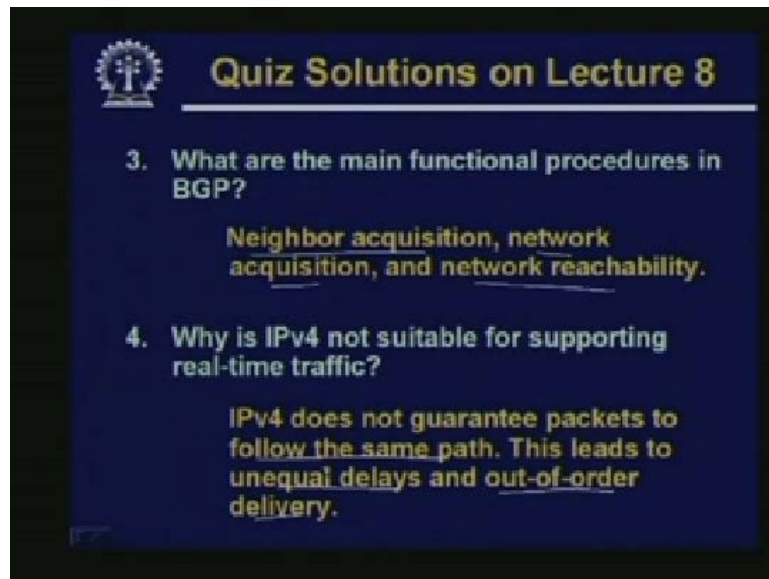 Quiz Solutions on Lecture 8
3. What are the main functional procedures in
BGP?
Neighbor acquisition, network
acquisition, and network reachability.
4. Why is IPv4 not suitable for supporting
real-time traffic?
IPv4 does not guarantee packets to
follow the same path. This leads to
unequal delays and out-of-order
delivery.